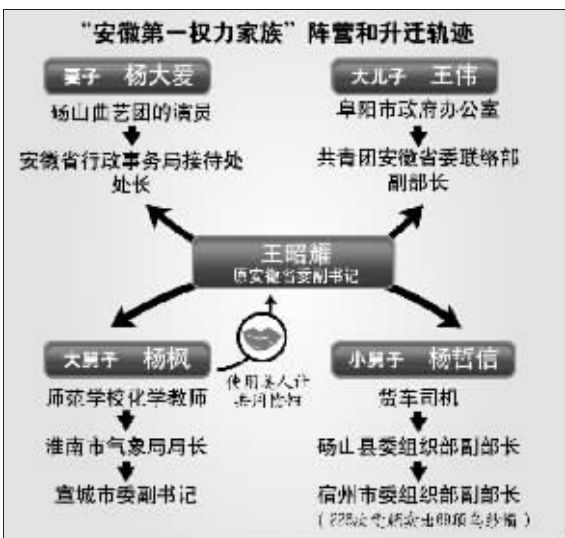 “安徽第一权力家族”阵营和升迁轨迹
妻子 杨大爱
砀山曲艺团的演员
安徽省行政事务局接待处
处长
大儿子 王伟
阜阳市政府办公室
共青团安徽省委联络部
副部长
王昭耀
原安徽省委副书记
大舅子 杨枫
师范学校化学教师
淮南市气象局局长
宣城市委副书记
使用美人计
小舅子 杨哲信
货车司机
砀山县委组织部副部长
宿州市委组织部副部长